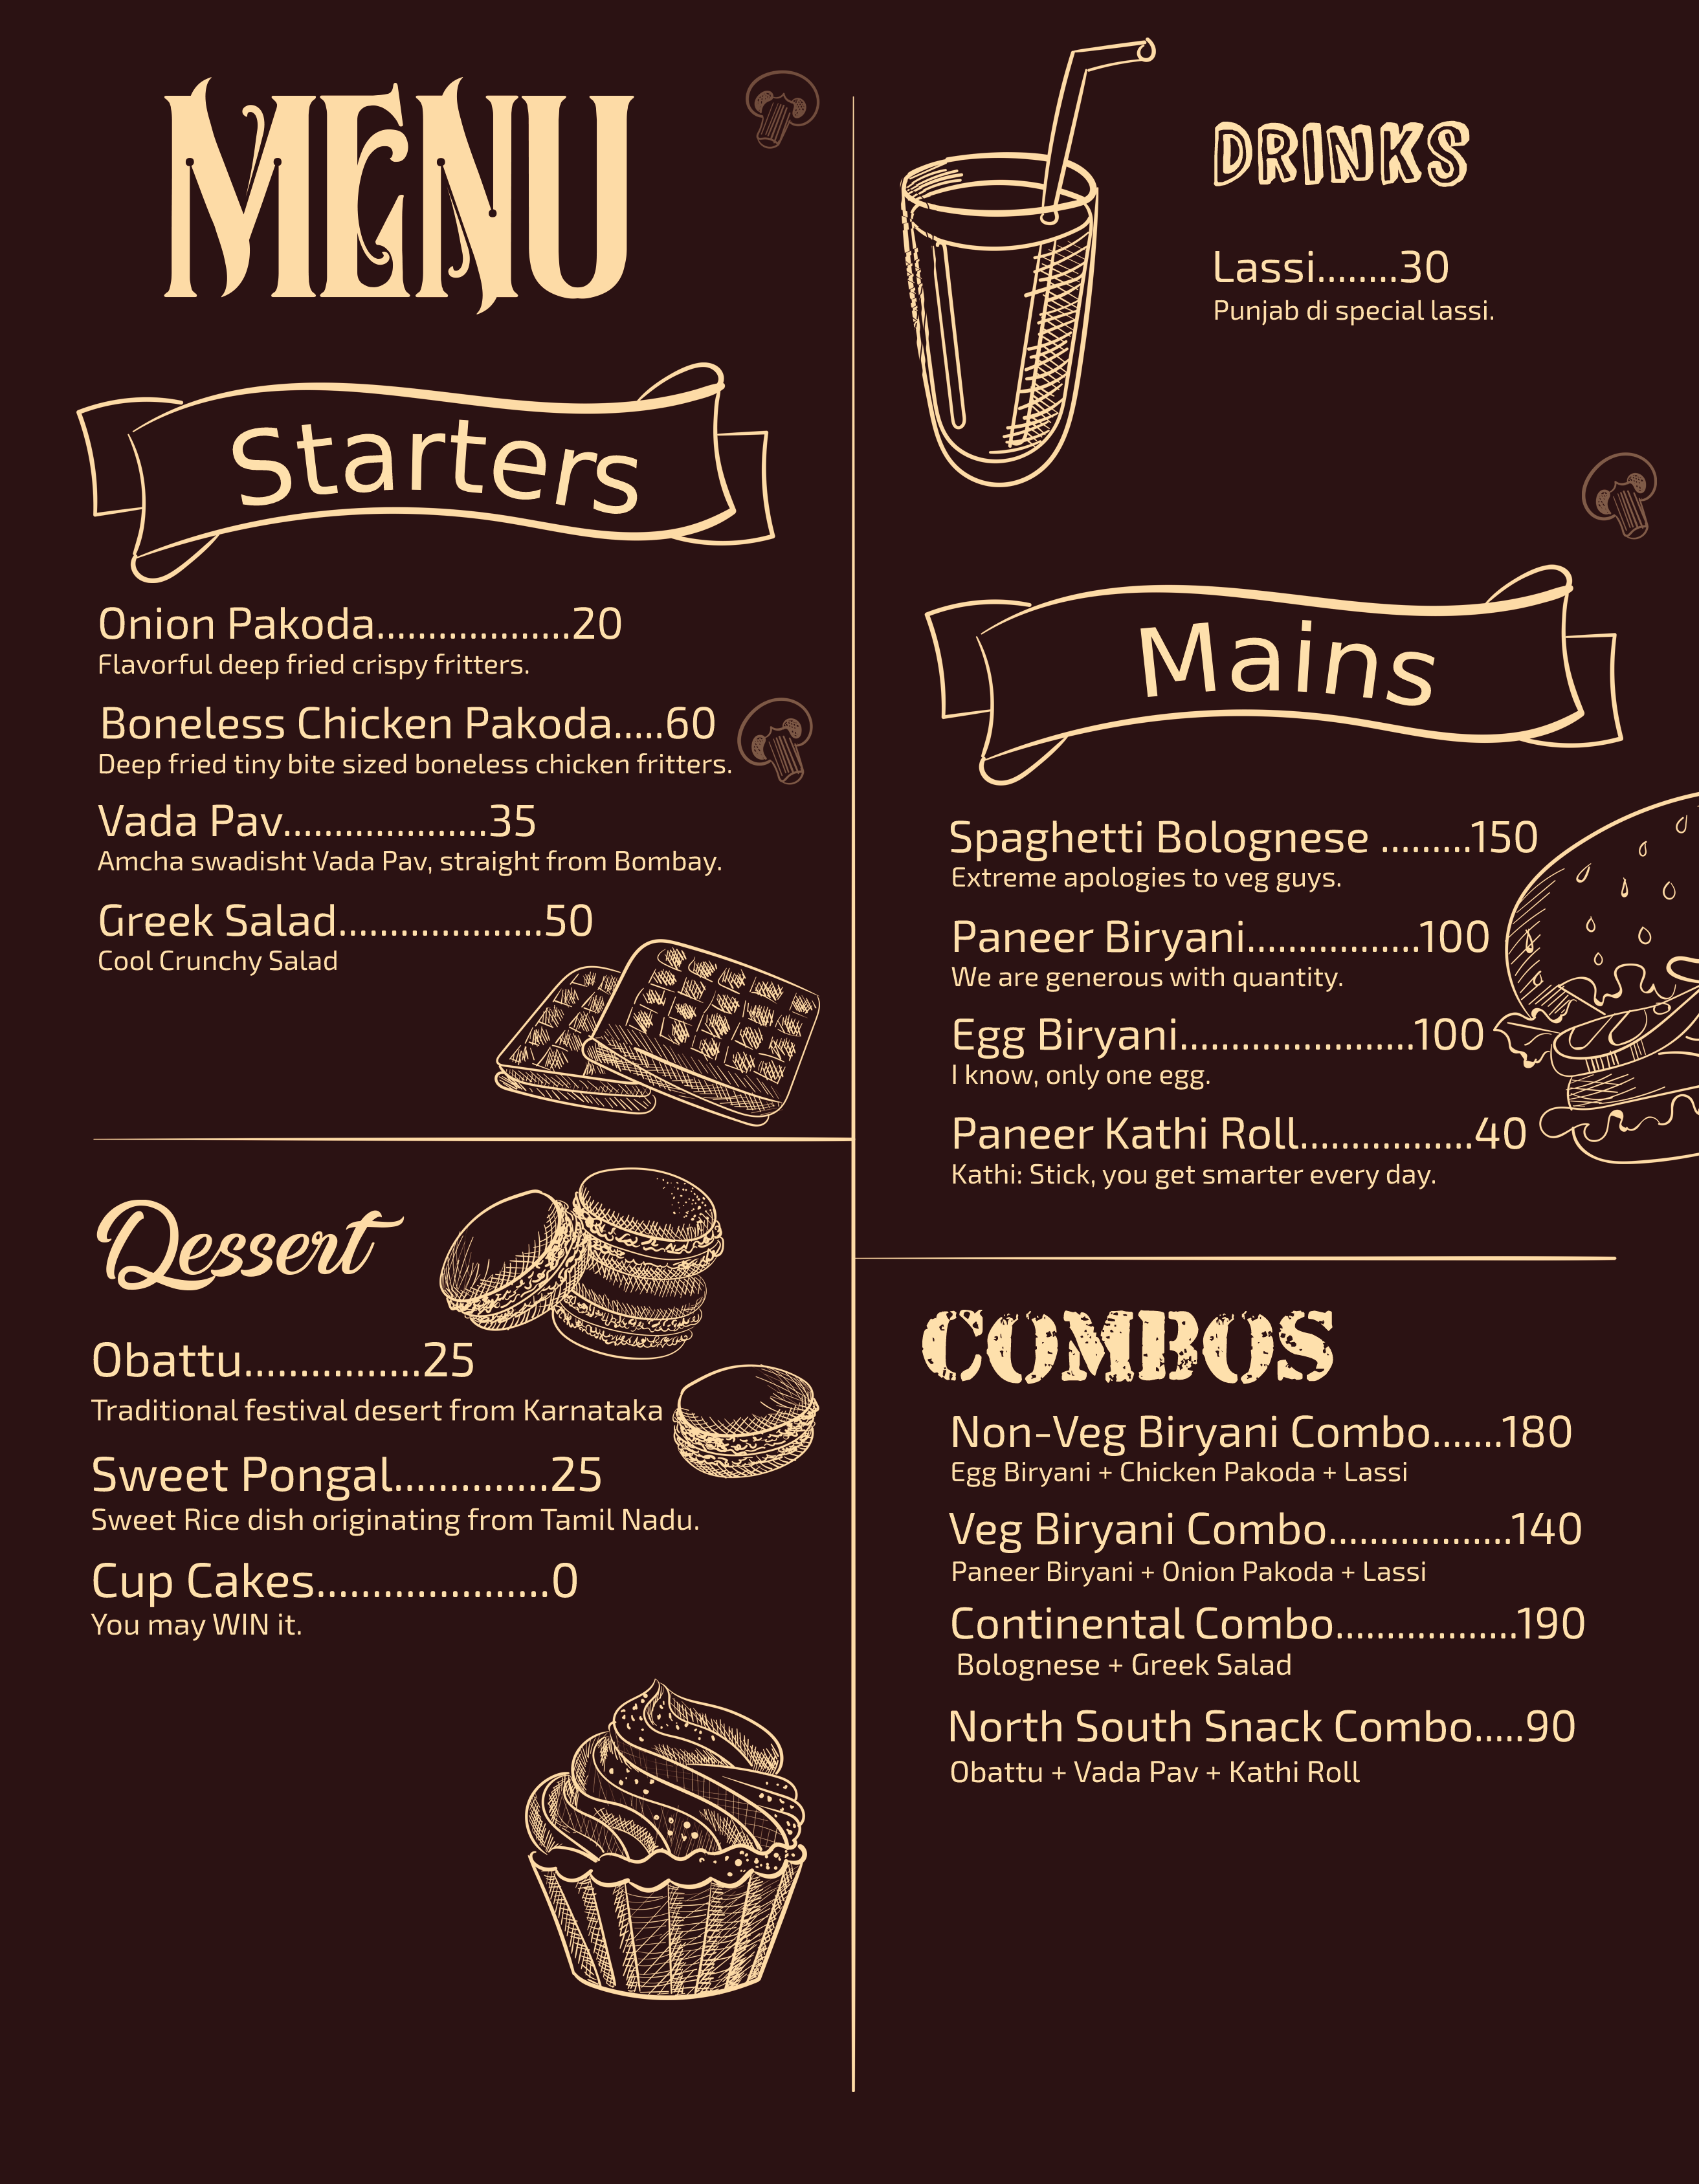 MENU
Starters
Onion Pakoda...................20
Flavorful deep fried crispy fritters.
Boneless Chicken Pakoda.....60
Deep fried tiny bite sized boneless chicken fritters.
Vada Pav....................35
Amcha swadisht Vada Pav, straight from Bombay.
Greek Salad....................50
Cool Crunchy Salad
Dessert
Obattu................25
Traditional festival desert from Karnataka
Sweet Pongal..............25
Sweet Rice dish originating from Tamil Nadu.
Cup Cakes.....................0
You may WIN it.
DRINKS
Lassi........30
Punjab di special lassi.
Mains
Spaghetti Bolognese .........150
Extreme apologies to veg guys.
Paneer Biryani.................100
We are generous with quantity.
Egg Biryani.......................100
I know, only one egg.
Paneer Kathi Roll.................40
Kathi: Stick, you get smarter every day.
COMBOS
Non-Veg Biryani Combo.......180
Egg Biryani + Chicken Pakoda + Lassi
Veg Biryani Combo..................140
Paneer Biryani + Onion Pakoda + Lassi
Continental Combo..................190
Bolognese + Greek Salad
North South Snack Combo.....90
Obattu + Vada Pav + Kathi Roll